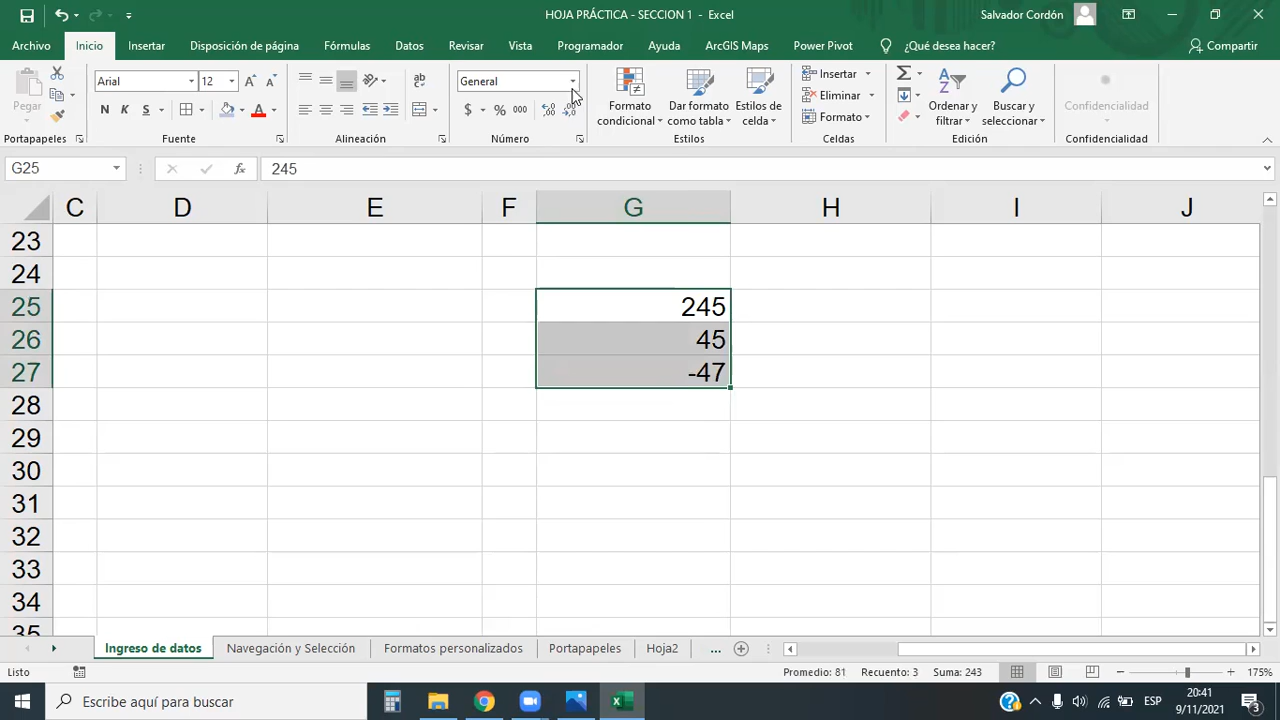 HOJA PRÁCTICA - SECCION 1 - Excel
Salvador Cordón
Archivo Inicio Insertar Disposición de página Fórmulas Datos Revisar Vista Programador Ayuda ArcGIS Maps Power Pivot ¿Qué desea hacer? Compartir
Pegar
Arial 12
N K S
A A
ab
General
$ % 000
Formato condicional
Dar formato como tabla
Estilos de celda
Insertar
Eliminar
Formato
Ordenar y filtrar
Buscar y seleccionar
Confidencialidad
Portapapeles Fuente Alineación Número Estilos Celdas Edición Confidencialidad
G25 fx 245
C D E F G H I J
23
24
25 245
26 45
27 -47
28
29
30
31
32
33
34
35
Ingreso de datos Navegación y Selección Formatos personalizados Portapapeles Hoja2 ...
Listo Promedio: 81 Recuento: 3 Suma: 243 175%
Escribe aquí para buscar
ESP
20:41
9/11/2021
3